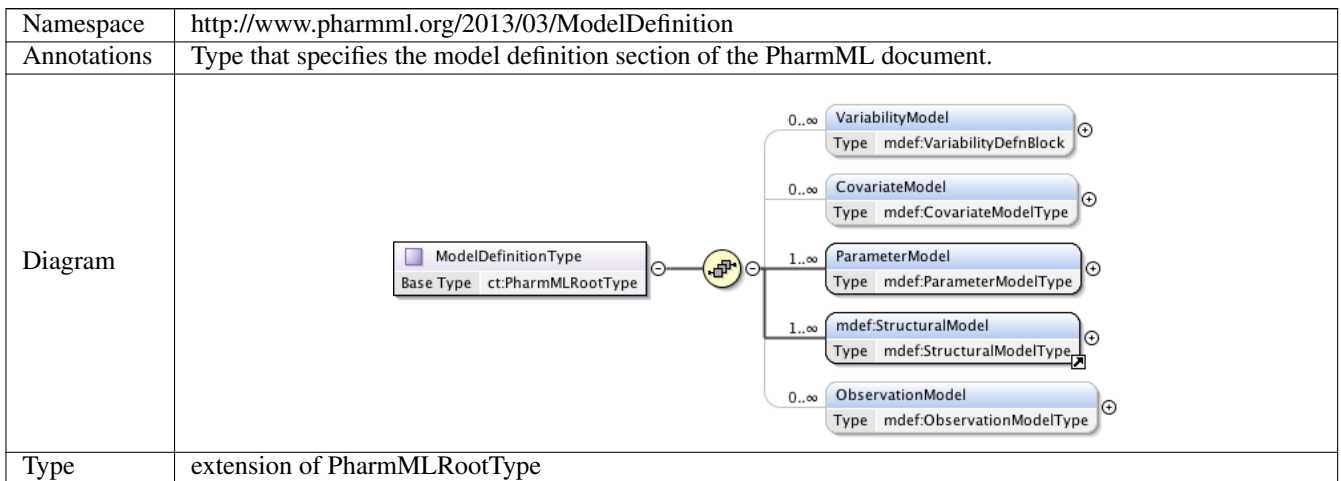 Namespace http://www.pharmml.org/2013/03/ModelDefinition
Annotations Type that specifies the model definition section of the PharmML document.
Diagram
0..∞ VariabilityModel
Type mdef:VariabilityDefnBlock
0..∞ CovariateModel
Type mdef:CovariateModelType
ModelDefinitionType
Base Type ct:PharmMLRootType
1..∞ ParameterModel
Type mdef:ParameterModelType
1..∞ mdef:StructuralModel
Type mdef:StructuralModelType
0..∞ ObservationModel
Type mdef:ObservationModelType
Type extension of PharmMLRootType